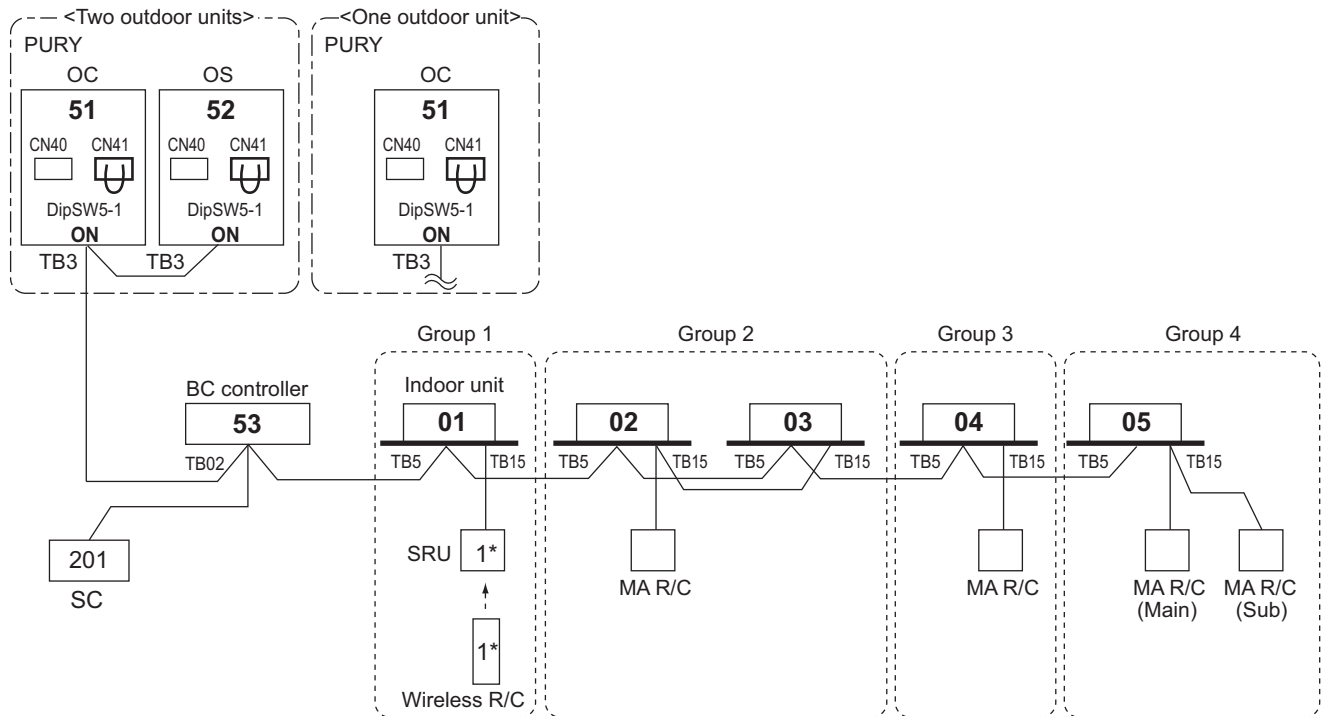 <Two outdoor units>
<One outdoor unit>
PURY
PURY
OC
OS
OC
51
52
51
CN40 CN41
CN40 CN41
CN40 CN41
DipSW5-1
DipSW5-1
DipSW5-1
ON
ON
ON
TB3
TB3
TB3
Group 1
Group 2
Group 3
Group 4
BC controller
Indoor unit
53
01
02
03
04
05
TB02
TB5
TB15
TB5
TB15
TB5
TB15
TB5
TB15
TB5
TB15
201
SC
SRU
1*
MA R/C
MA R/C
MA R/C
(Main)
MA R/C
(Sub)
1*
Wireless R/C